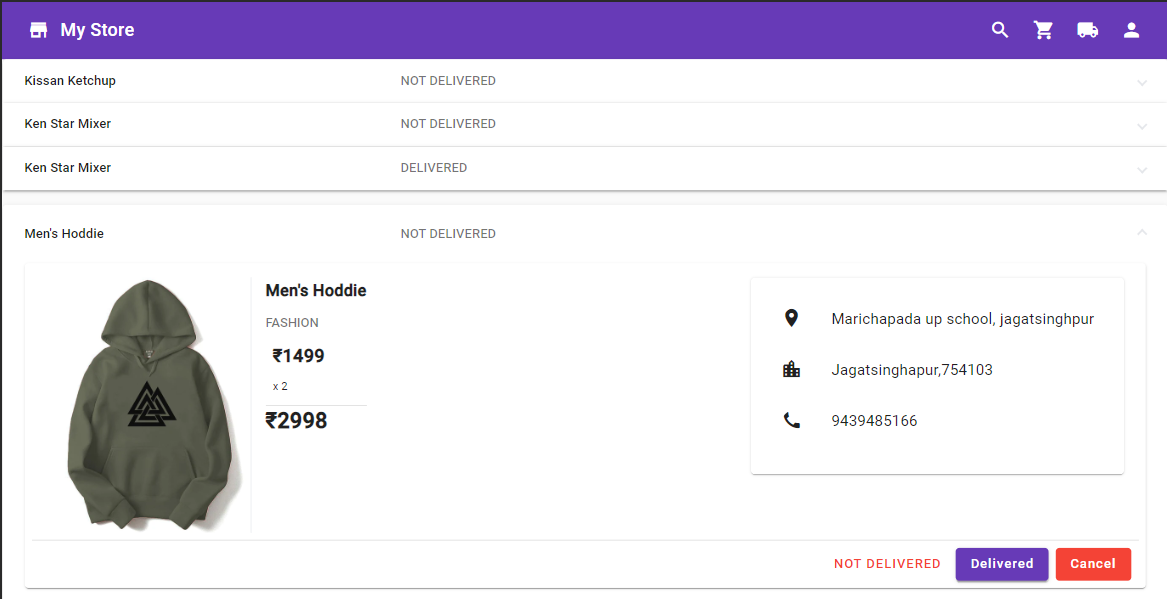 My Store
Kissan Ketchup NOT DELIVERED
Ken Star Mixer NOT DELIVERED
Ken Star Mixer DELIVERED
Men's Hoddie NOT DELIVERED
Men's Hoddie
FASHION
₹1499
x 2
₹2998
Marichapada up school, jagatsinghpur
Jagatsinghapur,754103
9439485166
NOT DELIVERED Delivered Cancel